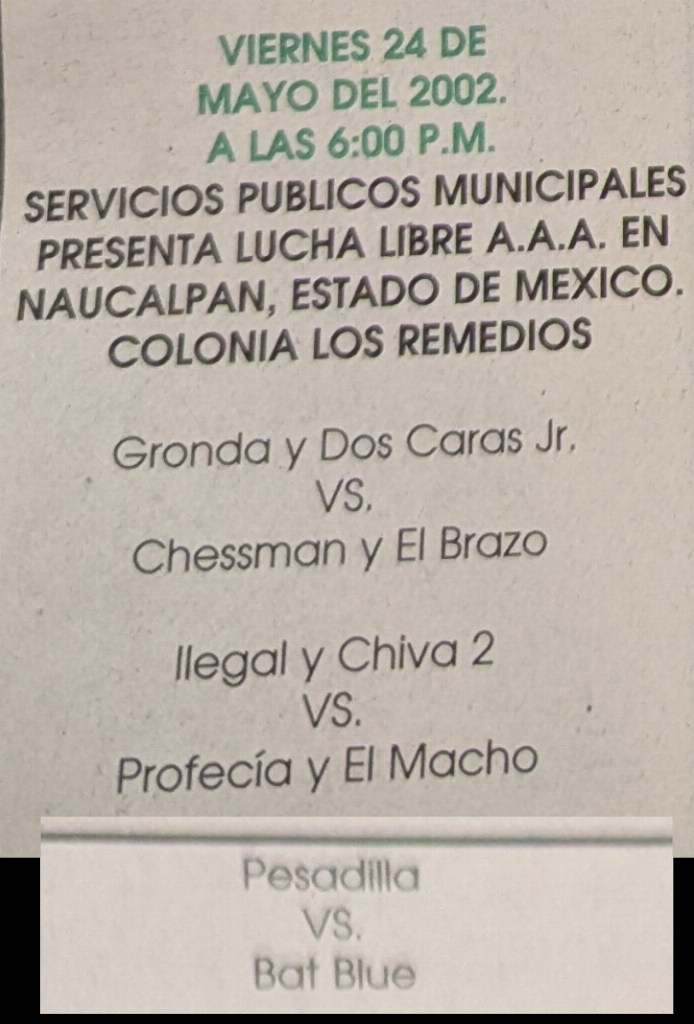 VIERNES 24 DE
MAYO DEL 2002.
A LAS 6:00 P.M.
SERVICIOS PUBLICOS MUNICIPALES
PRESENTA LUCHA LIBRE A.A.A. EN
NAUCALPAN, ESTADO DE MEXICO.
COLONIA LOS REMEDIOS
Gronda y Dos Caras Jr.
VS.
Chessman y El Brazo
Ilegal y Chiva 2
VS.
Profecía y El Macho
Pesadilla
VS.
Bat Blue